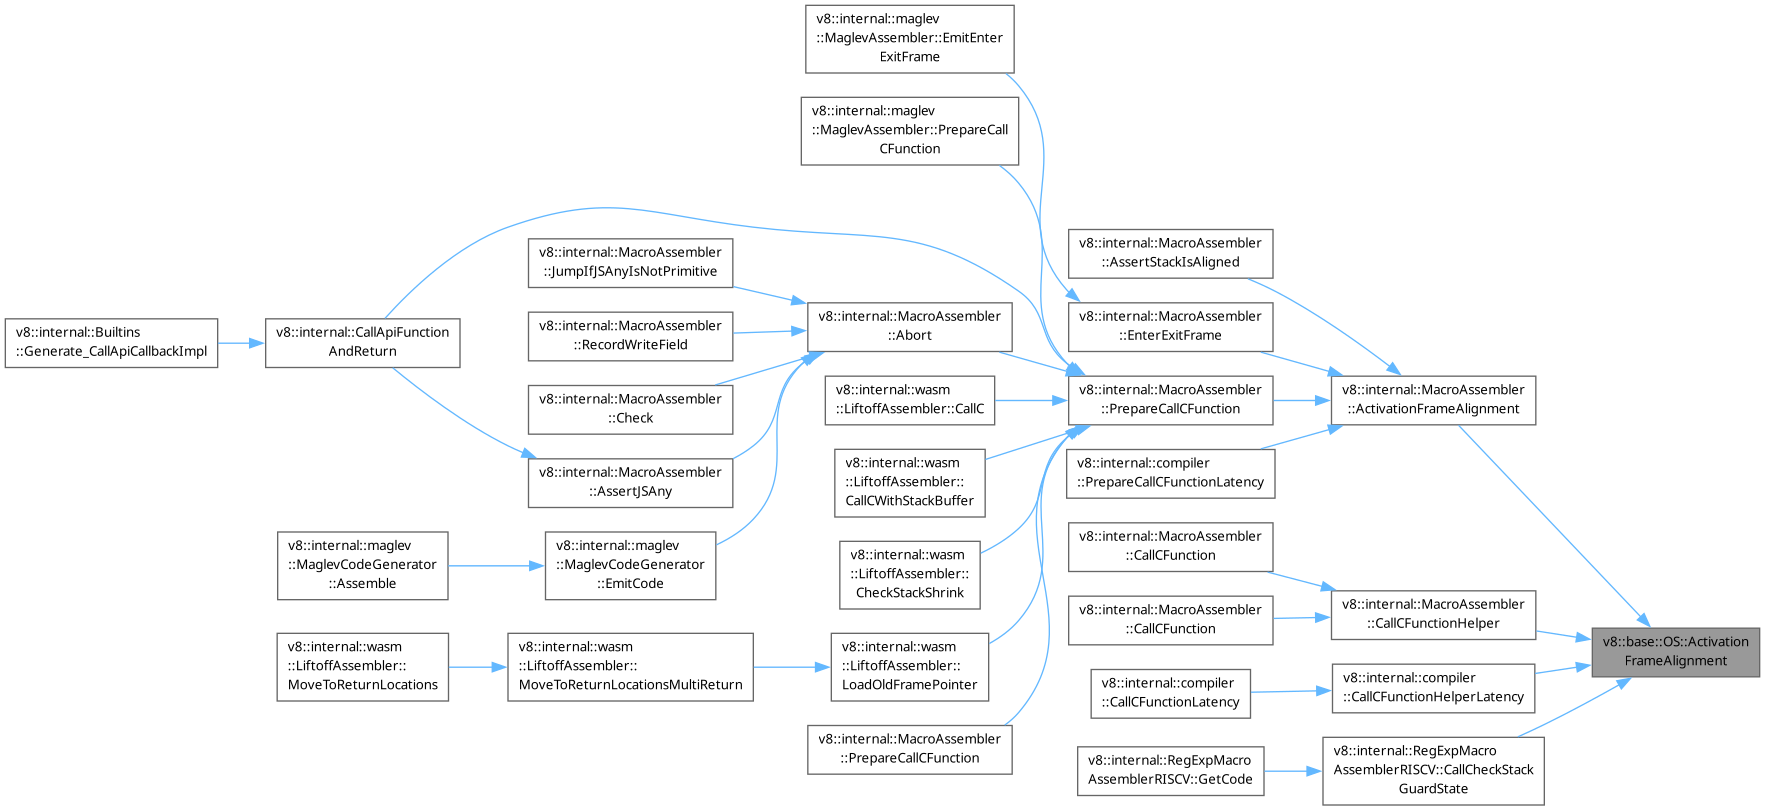 v8::internal::maglev
::MaglevAssembler::EmitEnter
ExitFrame
v8::internal::maglev
::MaglevAssembler::PrepareCall
CFunction
v8::internal::MacroAssembler
::AssertStackIsAligned
v8::internal::MacroAssembler
::JumpIfJSAnyIsNotPrimitive
v8::internal::MacroAssembler
::RecordWriteField
v8::internal::MacroAssembler
::Abort
v8::internal::MacroAssembler
::EnterExitFrame
v8::internal::Builtins
::Generate_CallApiCallbackImpl
v8::internal::CallApiFunction
AndReturn
v8::internal::MacroAssembler
::Check
v8::internal::wasm
::LiftoffAssembler::CallC
v8::internal::MacroAssembler
::PrepareCallCFunction
v8::internal::MacroAssembler
::ActivationFrameAlignment
v8::internal::MacroAssembler
::AssertJSAny
v8::internal::wasm
::LiftoffAssembler::
CallCWithStackBuffer
v8::internal::compiler
::PrepareCallCFunctionLatency
v8::internal::maglev
::MaglevCodeGenerator
::Assemble
v8::internal::maglev
::MaglevCodeGenerator
::EmitCode
v8::internal::wasm
::LiftoffAssembler::
CheckStackShrink
v8::internal::MacroAssembler
::CallCFunction
v8::internal::MacroAssembler
::CallCFunction
v8::internal::MacroAssembler
::CallCFunctionHelper
v8::base::OS::Activation
FrameAlignment
v8::internal::wasm
::LiftoffAssembler::
MoveToReturnLocations
v8::internal::wasm
::LiftoffAssembler::
MoveToReturnLocationsMultiReturn
v8::internal::wasm
::LiftoffAssembler::
LoadOldFramePointer
v8::internal::compiler
::CallCFunctionLatency
v8::internal::compiler
::CallCFunctionHelperLatency
v8::internal::MacroAssembler
::PrepareCallCFunction
v8::internal::RegExpMacro
AssemblerRISCV::GetCode
v8::internal::RegExpMacro
AssemblerRISCV::CallCheckStack
GuardState